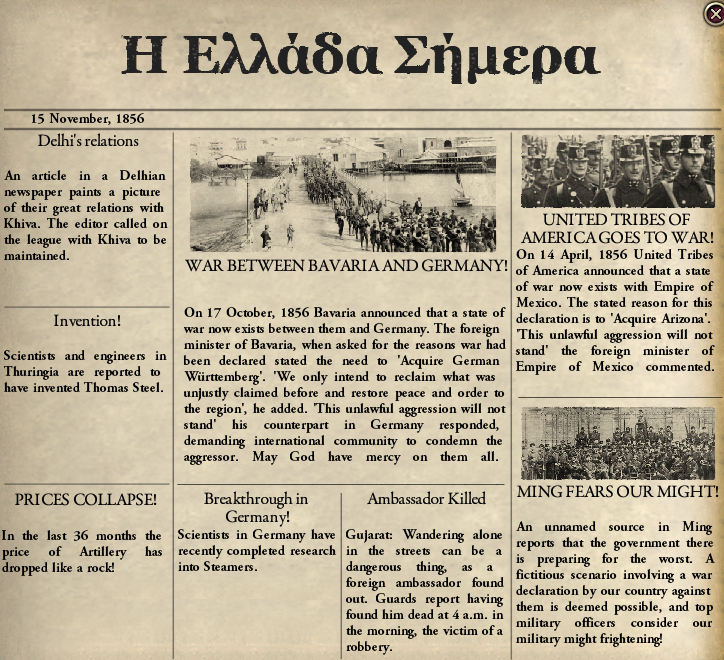 Η Ελλάδα Σήμερα
15 November, 1856
Delhi's relations
An article in a Delhian
newspaper paints a picture
of their great relations with
Khiva. The editor called on
the league with Khiva to be
maintained.
Invention!
Scientists and engineers in
Thuringia are reported to
have invented Thomas Steel.
PRICES COLLAPSE!
In the last 36 months the
price of Artillery has
dropped like a rock!
WAR BETWEEN BAVARIA AND GERMANY!
On 17 October, 1856 Bavaria announced that a state of
war now exists between them and Germany. The foreign
minister of Bavaria, when asked for the reasons war had
been declared stated the need to 'Acquire German
Württemberg'. 'We only intend to reclaim what was
unjustly claimed before and restore peace and order to
the region', he added. 'This unlawful aggression will not
stand' his counterpart in Germany responded,
demanding international community to condemn the
aggressor. May God have mercy on them all.
Breakthrough in
Germany!
Scientists in Germany have
recently completed research
into Steamers.
Ambassador Killed
Gujarat: Wandering alone
in the streets can be a
dangerous thing, as a
foreign ambassador found
out. Guards report having
found him dead at 4 a.m. in
the morning, the victim of a
robbery.
UNITED TRIBES OF
AMERICA GOES TO WAR!
On 14 April, 1856 United Tribes
of America announced that a state
of war now exists with Empire of
Mexico. The stated reason for this
declaration is to 'Acquire Arizona'.
'This unlawful aggression will not
stand' the foreign minister of
Empire of Mexico commented.
MING FEARS OUR MIGHT!
An unnamed source in Ming
reports that the government there
is preparing for the worst. A
fictitious scenario involving a war
declaration by our country against
them is deemed possible, and top
military officers consider our
military might frightening!